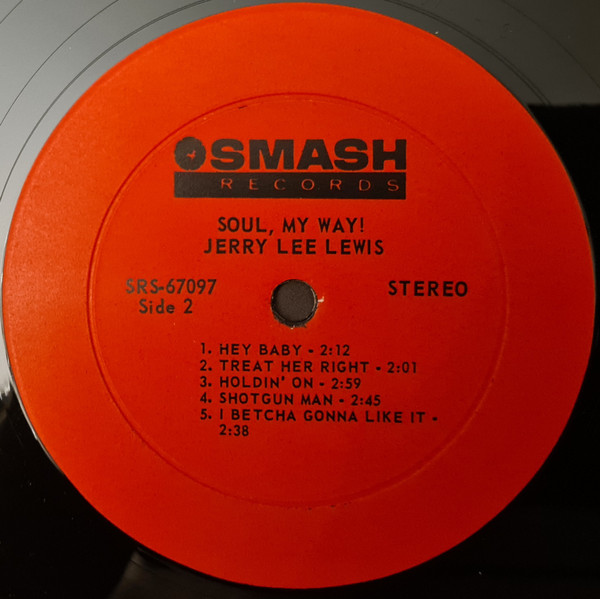 SMASH
RECORDS
SOUL, MY WAY!
JERRY LEE LEWIS
SRS-67097
STEREO
Side 2
1. HEY BABY - 2:12
2. TREAT HER RIGHT - 2:01
3. HOLDIN' ON - 2:59
4. SHOTGUN MAN - 2:45
5. I BETCHA GONNA LIKE IT -
2:38